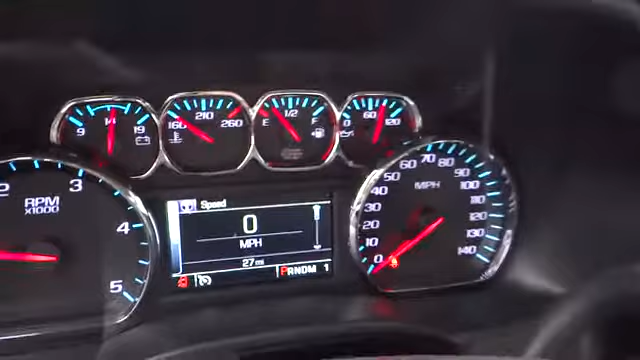 9 14 19
160 210 260
E 1/2 F
0 60 120
2 3 4 5
RPM
X1000
Speed
0
MPH
27 mi
PRNDM 1
MPH
0 10 20 30 40 50 60 70 80 90 100 110 120 130 140